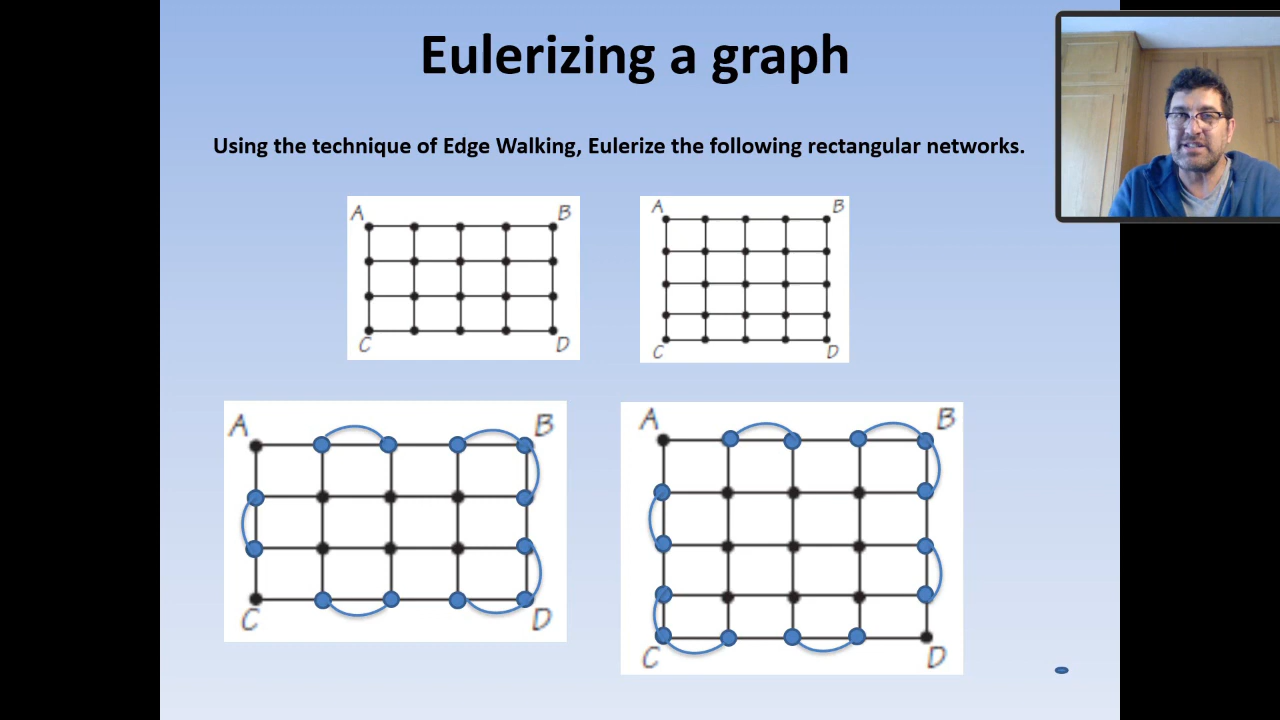 Eulerizing a graph
Using the technique of Edge Walking, Eulerize the following rectangular networks.
A B
C D
A B
C D
A B
C D
A B
C D